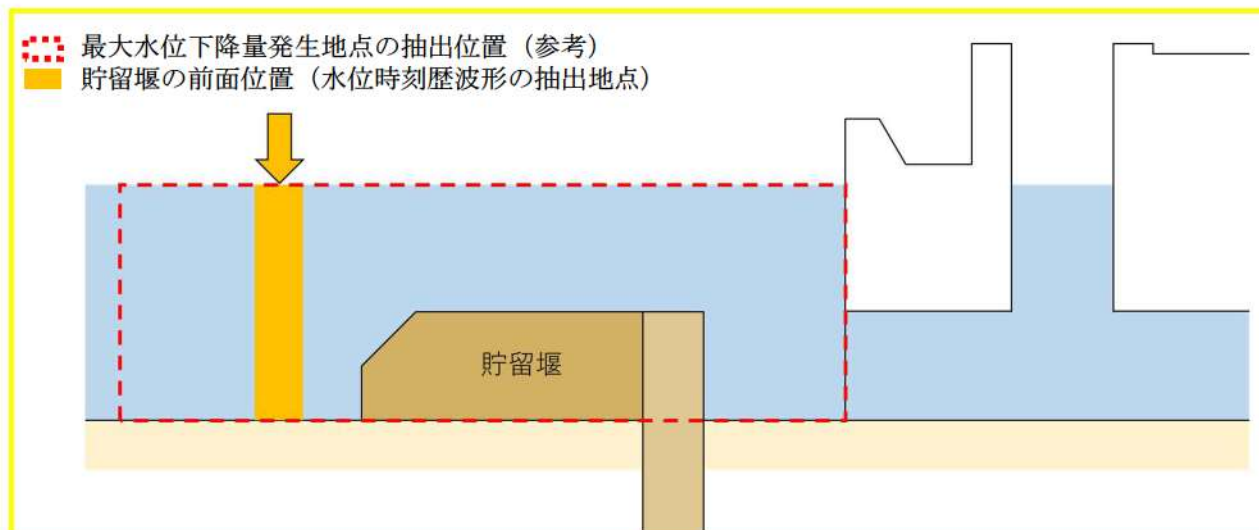 最大水位下降量発生地点の抽出位置（参考）
貯留堰の前面位置（水位時刻歴波形の抽出地点）
貯留堰